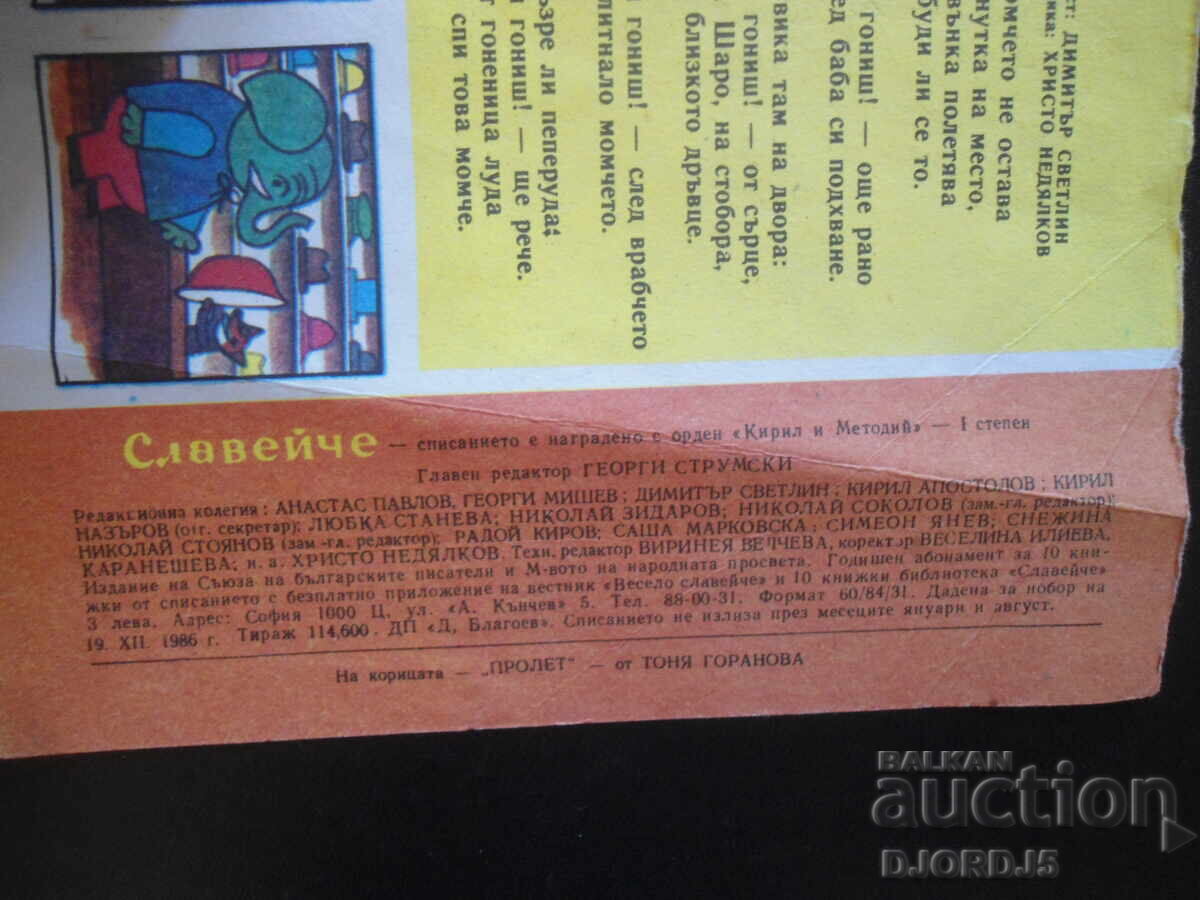 ст: ДИМИТЪР СВЕТЛИН
ика: ХРИСТО НЕДЯЛКОВ
омчето не остава
нутка на место,
вънка полетява
буди ли се то.
гониш! — още рано
ед баба си подхване.
вика там на двора:
гониш! — от сърце,
Шаро, на стобора,
близкото дръвце.
гониш! — след врабчето
литнало момчето.
ъзре ли пеперуда:
гониш! — ще рече.
т гоненица луда
спи това момче.
Славейче — списанието е наградено с орден «Кирил и Методий» — I степен
Главен редактор ГЕОРГИ СТРУМСКИ
Редакционна колегия: АНАСТАС ПАВЛОВ, ГЕОРГИ МИШЕВ; ДИМИТЪР СВЕТЛИН; КИРИЛ АПОСТОЛОВ; КИРИЛ
НАЗЪРОВ (отг. секретар); ЛЮБКА СТАНЕВА; НИКОЛАЙ ЗИДАРОВ; НИКОЛАЙ СОКОЛОВ (зам.-гл. редактор);
НИКОЛАЙ СТОЯНОВ (зам.-гл. редактор); РАДОЙ КИРОВ; САША МАРКОВСКА; СИМЕОН ЯНЕВ; СНЕЖИНА
КАРАНЕШЕВА; и. а. ХРИСТО НЕДЯЛКОВ. Техн. редактор ВИРИНЕЯ ВЕЛЧЕВА, коректор ВЕСЕЛИНА ИЛИЕВА.
Издание на Съюза на българските писатели и М-вото на народната просвета. Годишен абонамент за 10 кни-
жки от списанието с безплатно приложение на вестник «Весело славейче» и 10 книжки библиотека «Славейче»
3 лева. Адрес: София 1000 Ц, ул. «А. Кънчев» 5. Тел. 88-00-31. Формат 60/84/31. Дадена за набор на
19. XII. 1986 г. Тираж 114,600. ДП «Д, Благоев». Списанието не излиза през месеците януари и август.
На корицата — „ПРОЛЕТ" — от ТОНЯ ГОРАНОВА
BALKAN
auction
DJORDJ5